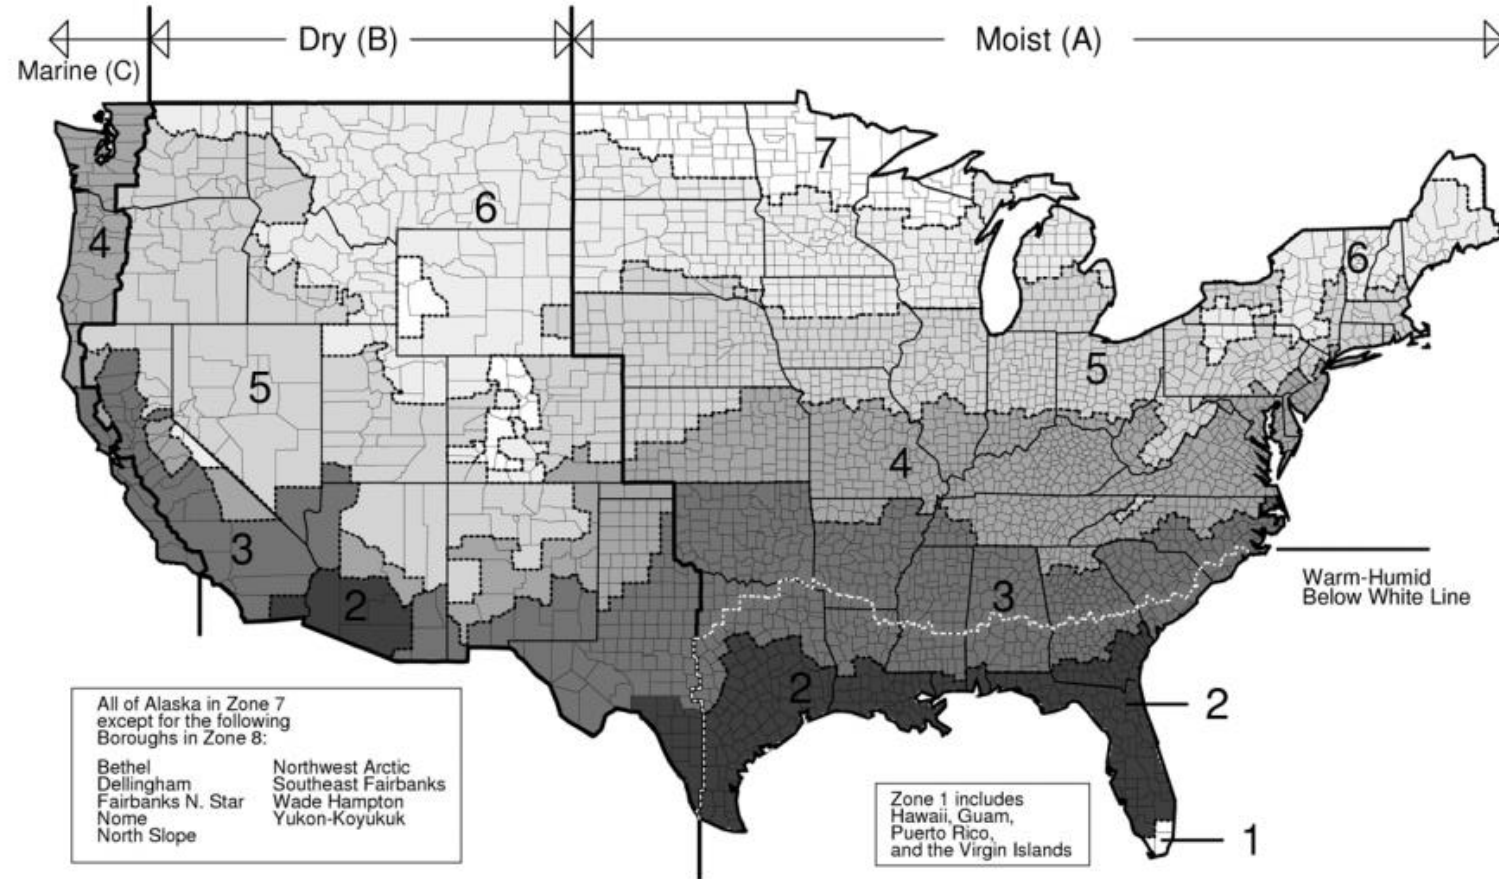 Dry (B)
Moist (A)
Marine (C)
7
6
4
6
5
5
4
3
3
2
2
2
1
Warm-Humid
Below White Line
All of Alaska in Zone 7
except for the following
Boroughs in Zone 8:
Bethel
Dellingham
Fairbanks N. Star
Nome
North Slope
Northwest Arctic
Southeast Fairbanks
Wade Hampton
Yukon-Koyukuk
Zone 1 includes
Hawaii, Guam,
Puerto Rico,
and the Virgin Islands